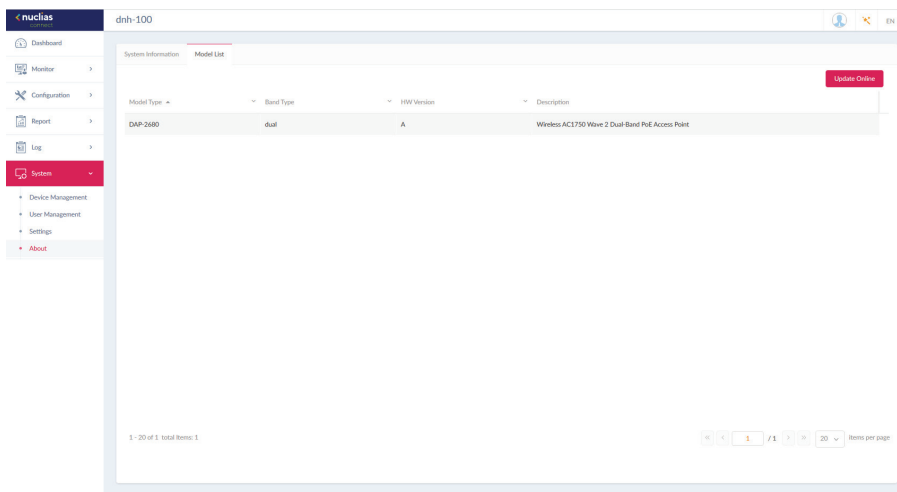 nuclias
connect
dnh-100
EN
Dashboard
Monitor
Configuration
Report
Log
System
Device Management
User Management
Settings
About
System Information Model List
Update Online
Model Type Band Type HW Version Description
DAP-2680 dual A Wireless AC1750 Wave 2 Dual-Band PoE Access Point
1 - 20 of 1 total items: 1
1 / 1 20 items per page